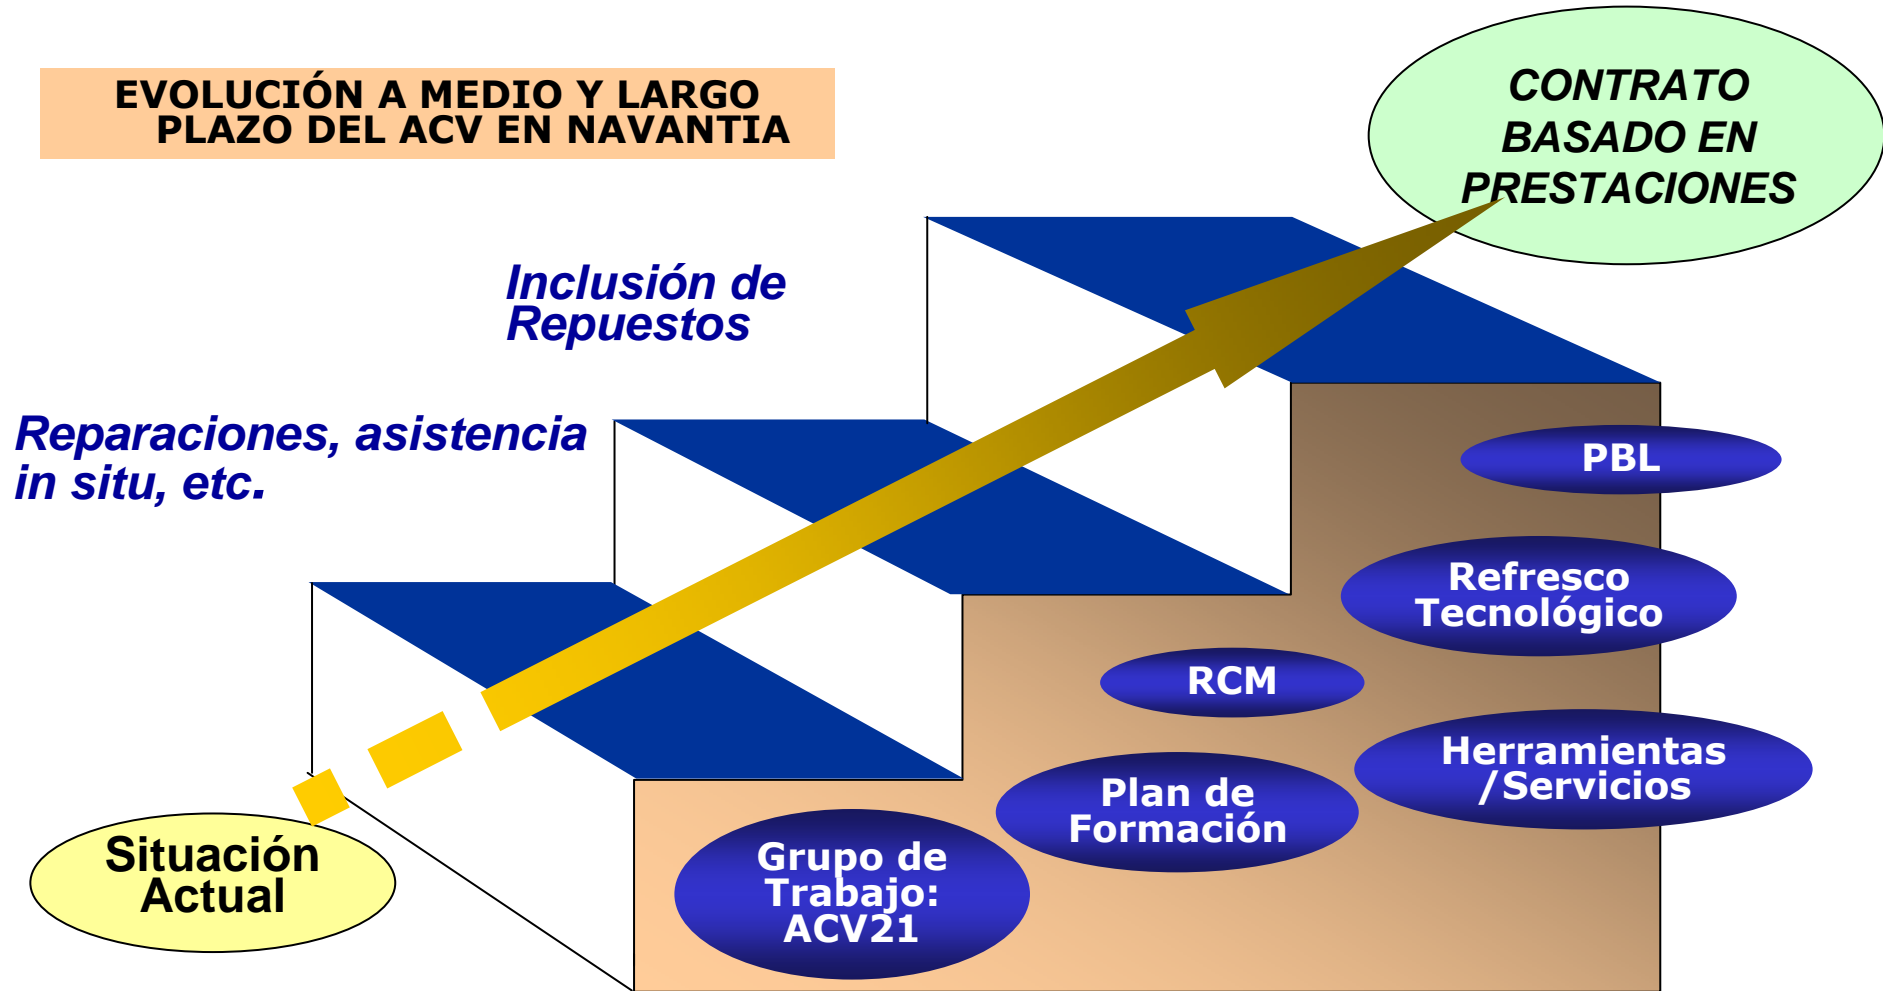 EVOLUCIÓN A MEDIO Y LARGO
PLAZO DEL ACV EN NAVANTIA
CONTRATO
BASADO EN
PRESTACIONES
Inclusión de
Repuestos
Reparaciones, asistencia
in situ, etc.
PBL
Refresco
Tecnológico
RCM
Herramientas
/Servicios
Plan de
Formación
Grupo de
Trabajo:
ACV21
Situación
Actual